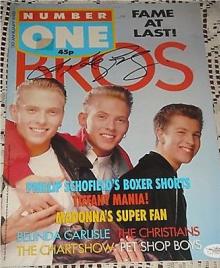 NUMBER
ONE
45p
FAME
AT
LAST!
BROS
PHILLIP SCHOFIELD'S BOXER SHORTS
TIFFANY MANIA!
MADONNA'S SUPER FAN
BELINDA CARLISLE THE CHRISTIANS
THE CHART SHOW PET SHOP BOYS